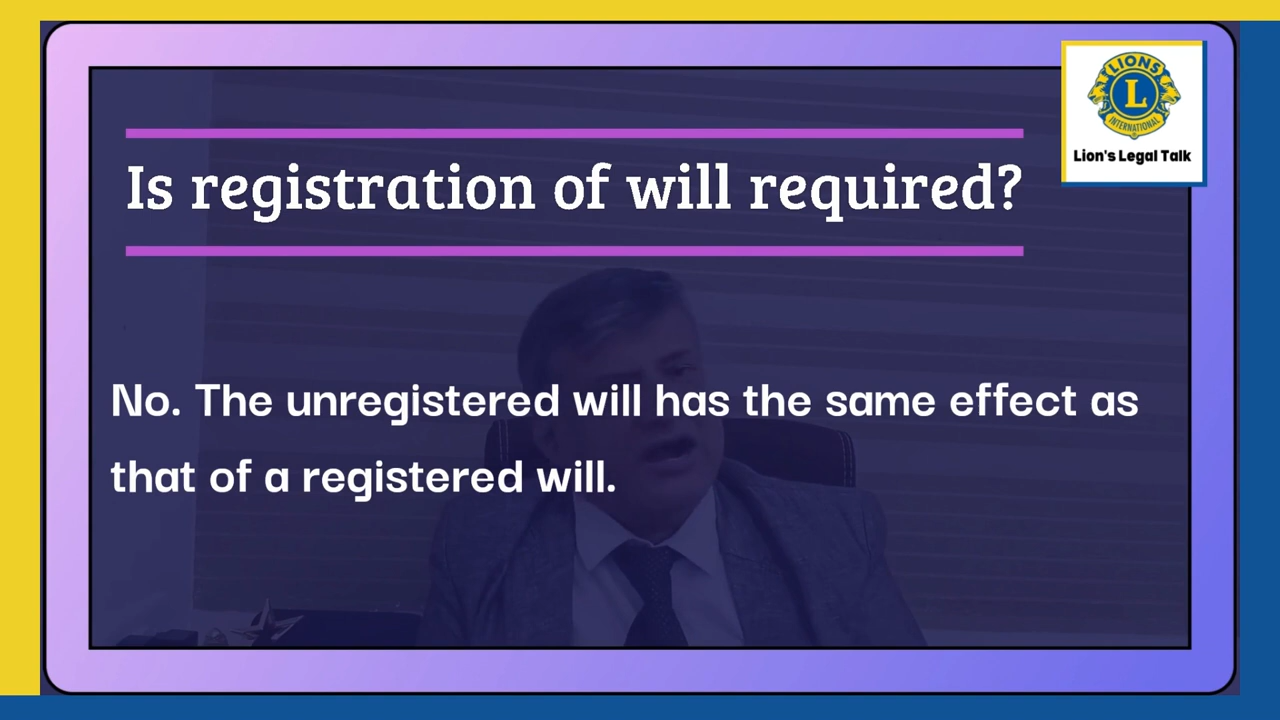 LIONS
L
INTERNATIONAL
Lion's Legal Talk
Is registration of will required?
No. The unregistered will has the same effect as
that of a registered will.